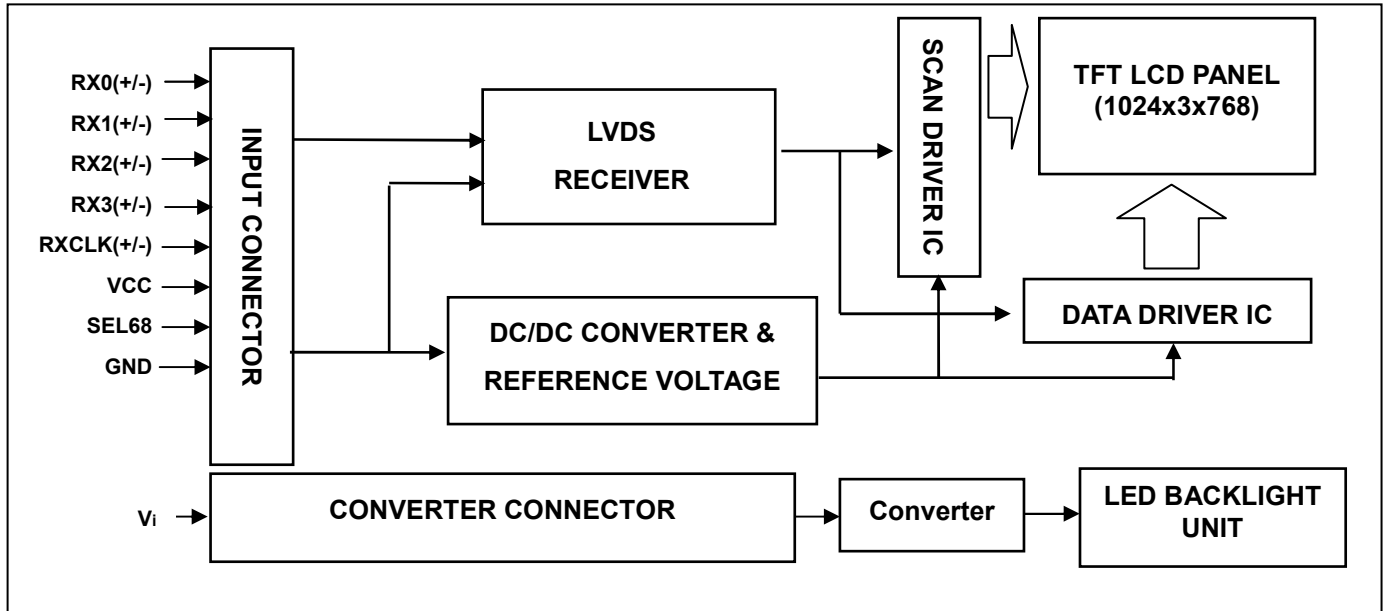 RX0(+/-)
RX1(+/-)
RX2(+/-)
RX3(+/-)
RXCLK(+/-)
VCC
SEL68
GND
INPUT CONNECTOR
LVDS
RECEIVER
DC/DC CONVERTER &
REFERENCE VOLTAGE
SCAN DRIVER IC
TFT LCD PANEL
(1024x3x768)
DATA DRIVER IC
Vi
CONVERTER CONNECTOR
Converter
LED BACKLIGHT
UNIT